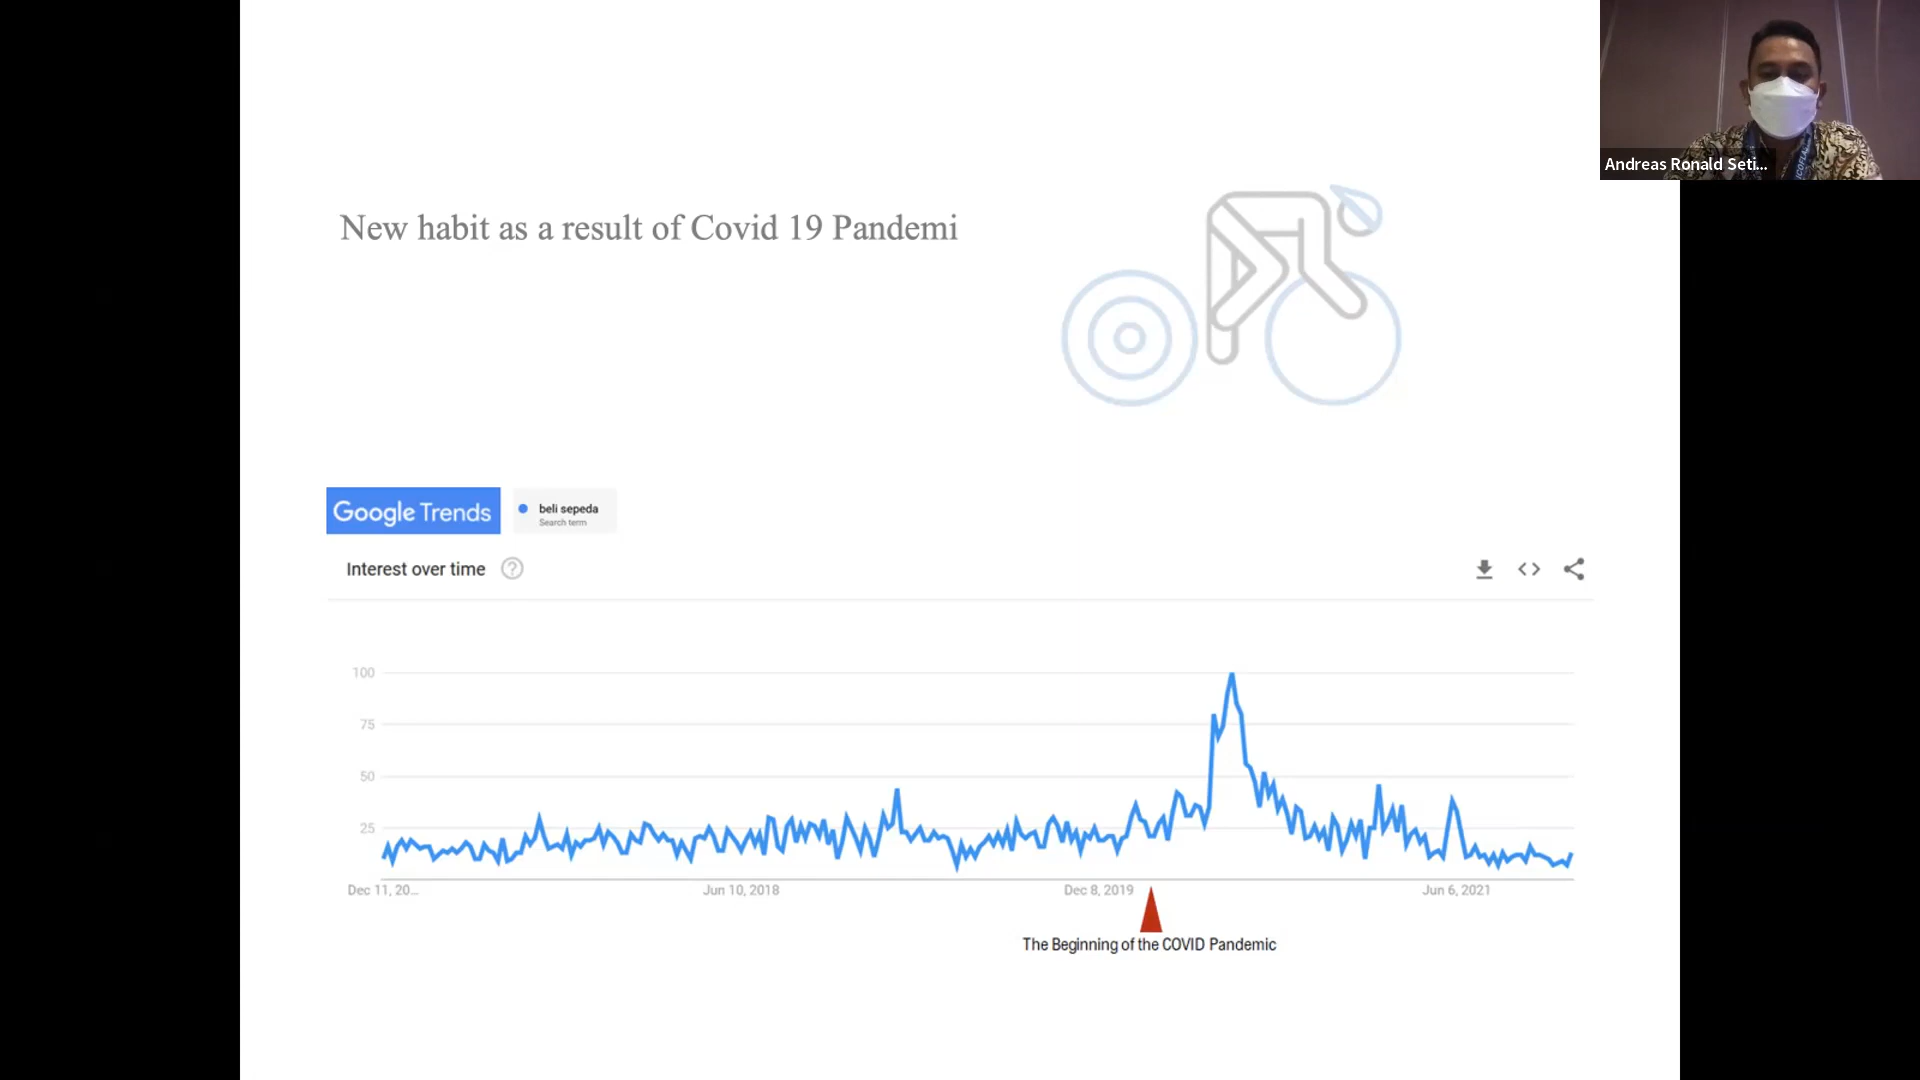 Andreas Ronald Seti...
New habit as a result of Covid 19 Pandemi
Google Trends
beli sepeda
Search term
Interest over time ?
100
75
50
25
Dec 11, 20...
Jun 10, 2018
Dec 8, 2019
Jun 6, 2021
The Beginning of the COVID Pandemic